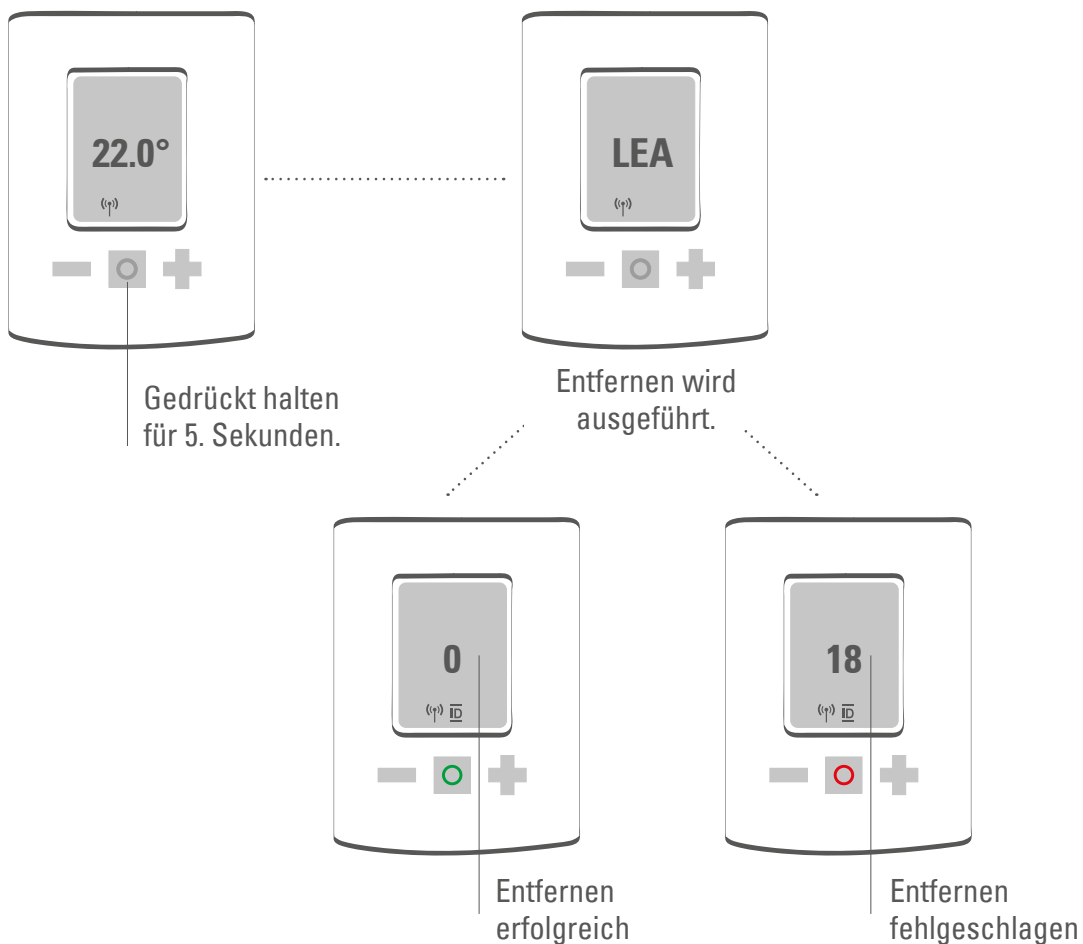 22.0°
LEA
Gedrückt halten
für 5. Sekunden.
Entfernen wird
ausgeführt.
0
ID
18
ID
Entfernen
erfolgreich
Entfernen
fehlgeschlagen